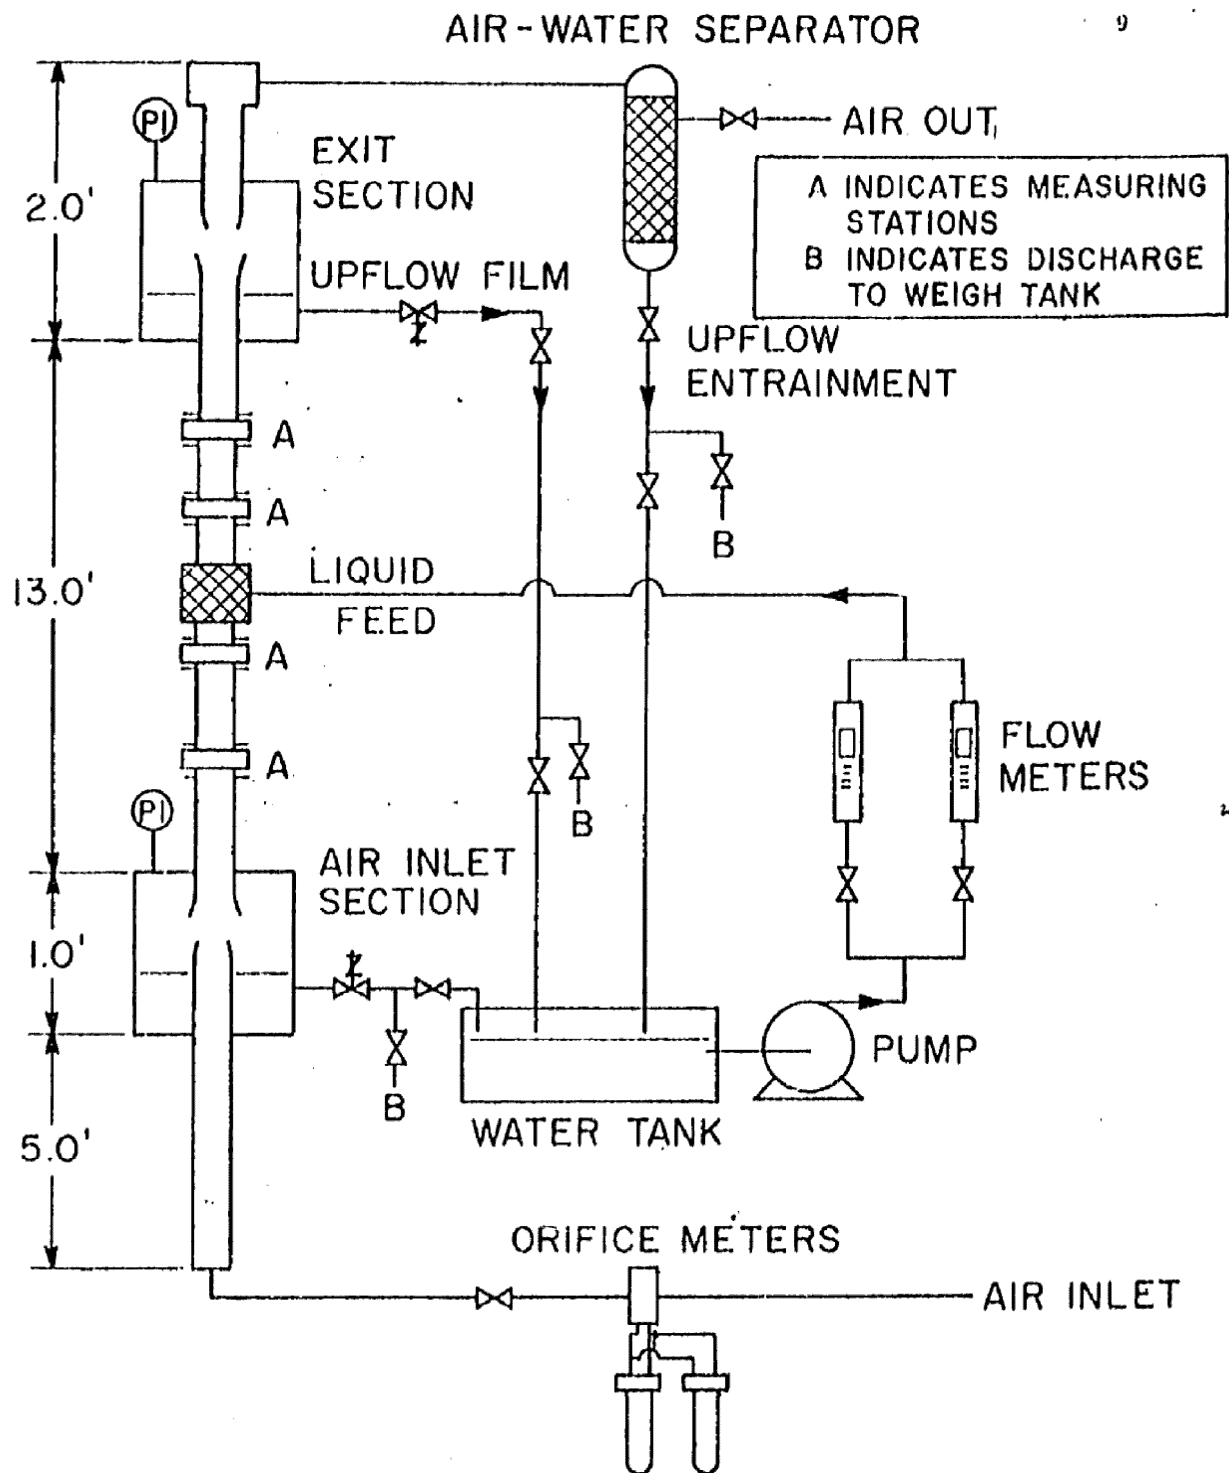 AIR-WATER SEPARATOR
9
PI
EXIT
SECTION
AIR OUT
A INDICATES MEASURING
STATIONS
B INDICATES DISCHARGE
TO WEIGH TANK
2.0'
UPFLOW FILM
UPFLOW
ENTRAINMENT
A
A
B
13.0'
LIQUID
FEED
A
A
FLOW
METERS
B
PI
AIR INLET
SECTION
1.0'
PUMP
B
WATER TANK
5.0'
ORIFICE METERS
AIR INLET